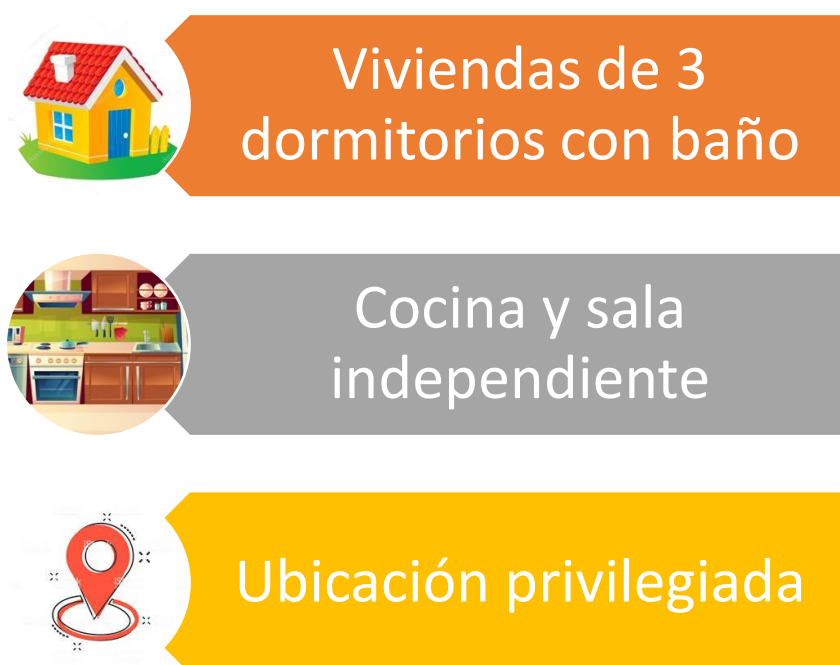 Viviendas de 3
dormitorios con baño
Cocina y sala
independiente
Ubicación privilegiada